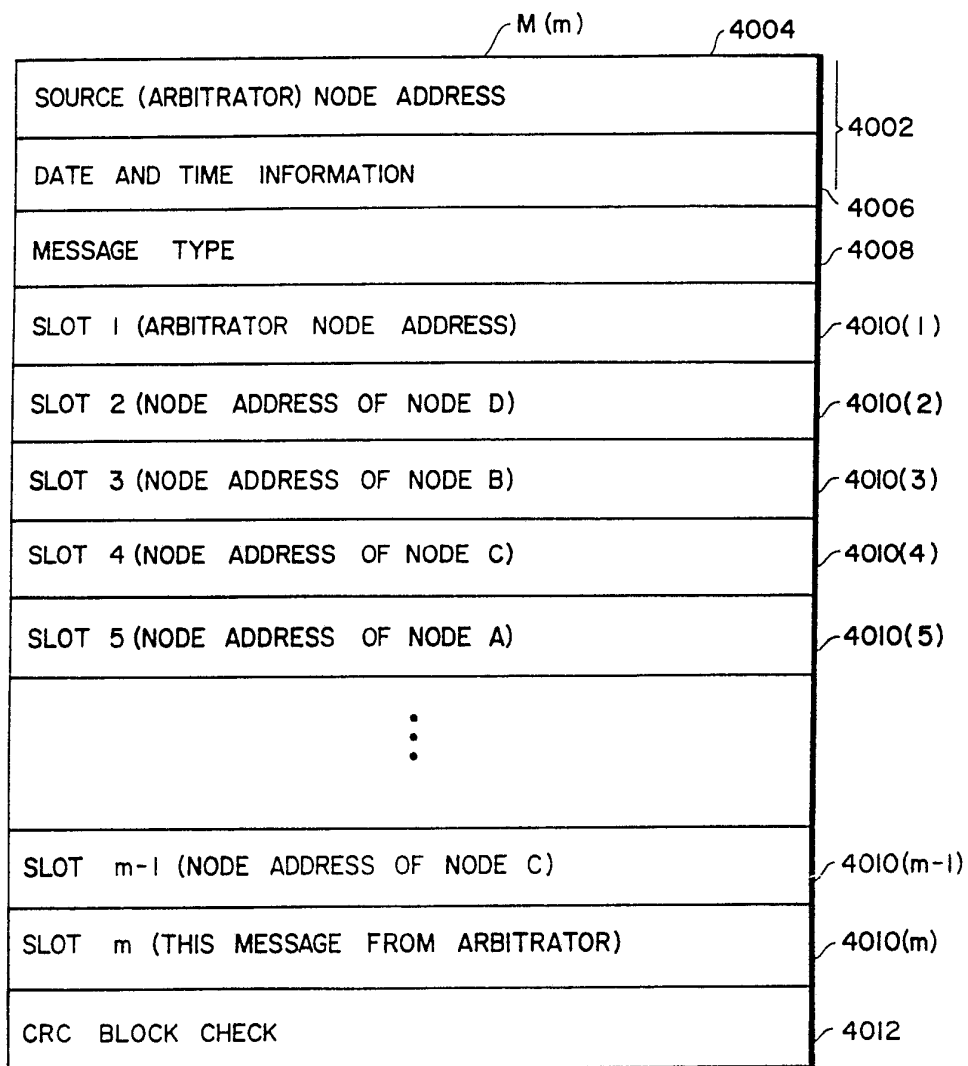 M (m)
4004
SOURCE (ARBITRATOR) NODE ADDRESS
4002
DATE AND TIME INFORMATION
4006
MESSAGE TYPE
4008
SLOT 1 (ARBITRATOR NODE ADDRESS)
4010(1)
SLOT 2 (NODE ADDRESS OF NODE D)
4010(2)
SLOT 3 (NODE ADDRESS OF NODE B)
4010(3)
SLOT 4 (NODE ADDRESS OF NODE C)
4010(4)
SLOT 5 (NODE ADDRESS OF NODE A)
4010(5)
SLOT m-1 (NODE ADDRESS OF NODE C)
4010(m-1)
SLOT m (THIS MESSAGE FROM ARBITRATOR)
4010(m)
CRC BLOCK CHECK
4012